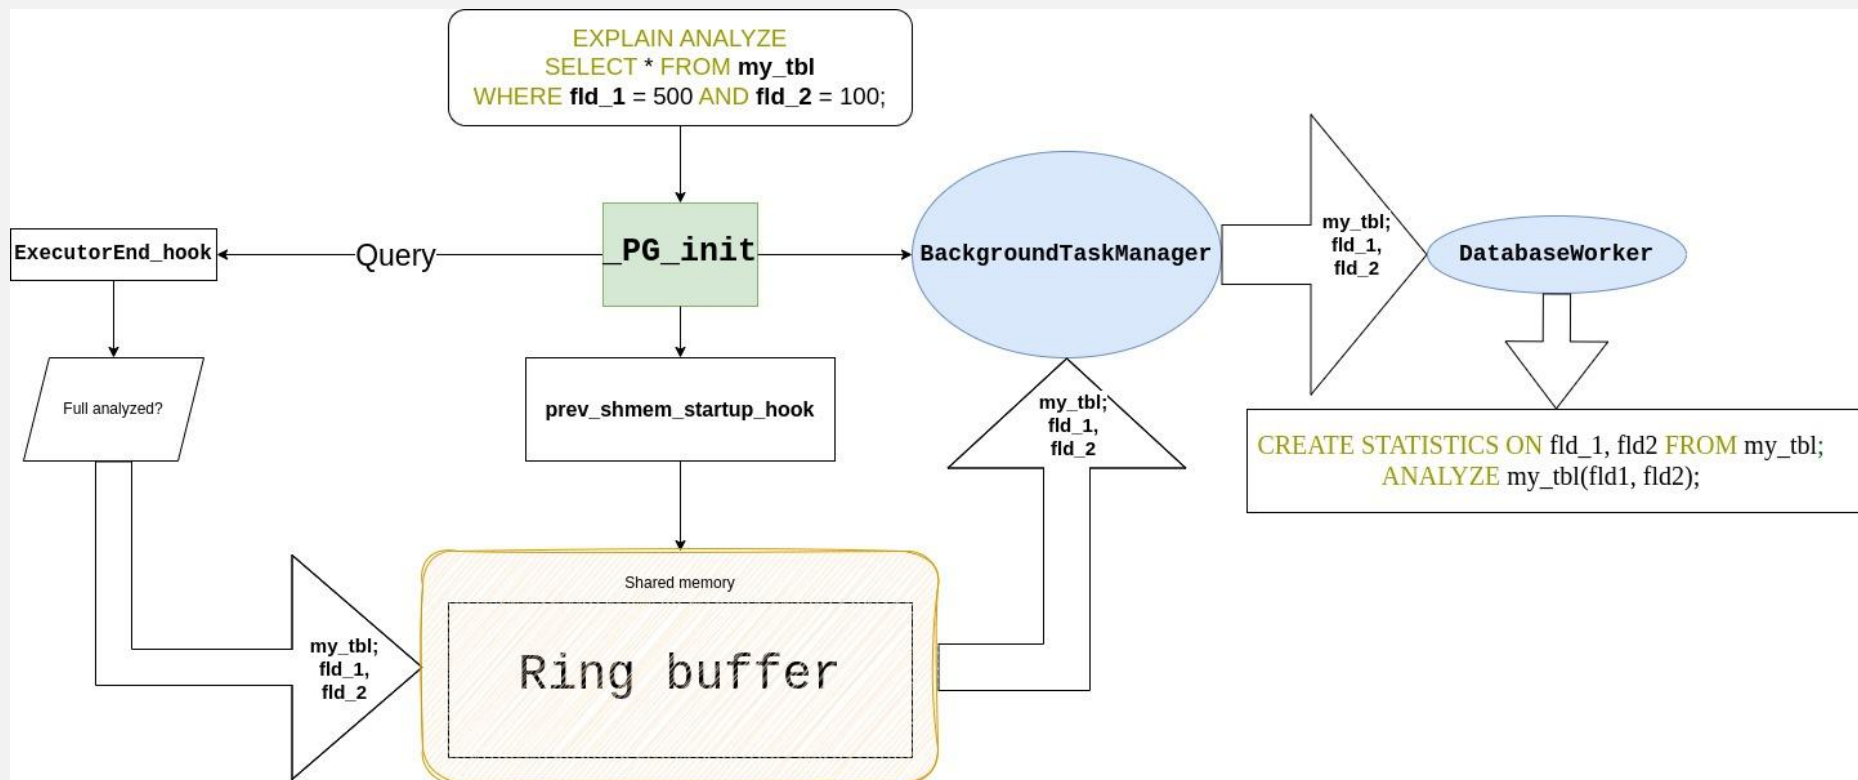 EXPLAIN ANALYZE
SELECT * FROM my_tbl
WHERE fld_1 = 500 AND fld_2 = 100;
ExecutorEnd_hook
Query
_PG_init
BackgroundTaskManager
my_tbl;
fld_1,
fld_2
DatabaseWorker
Full analyzed?
prev_shmem_startup_hook
my_tbl;
fld_1,
fld_2
CREATE STATISTICS ON fld_1, fld2 FROM my_tbl;
ANALYZE my_tbl(fld1, fld2);
Shared memory
my_tbl;
fld_1,
fld_2
Ring buffer